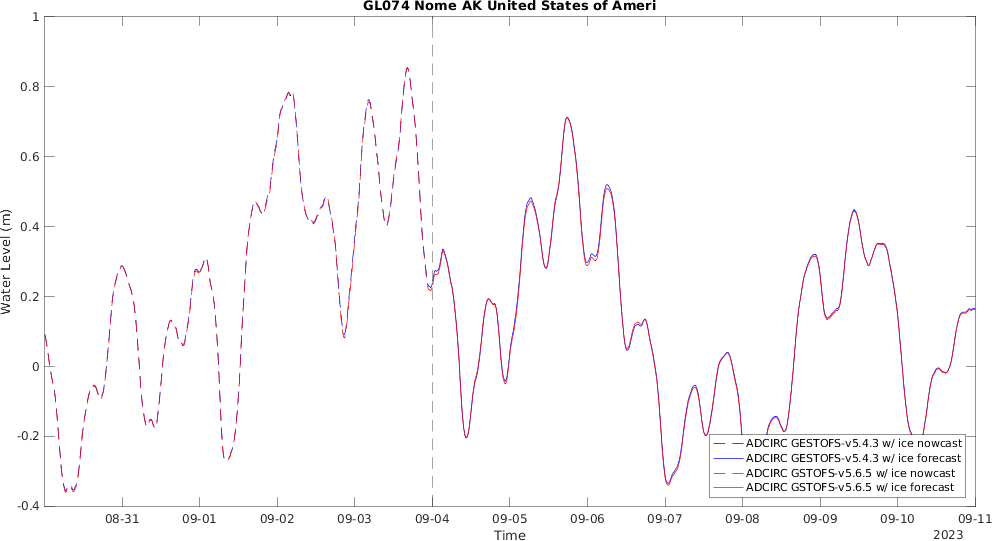 GL074 Nome AK United States of Ameri
1
0.8
0.6
0.4
0.2
0
-0.2
-0.4
Water Level (m)
ADCIRC GESTOFS-v5.4.3 w/ ice nowcast
ADCIRC GESTOFS-v5.4.3 w/ ice forecast
ADCIRC GSTOFS-v5.6.5 w/ ice nowcast
ADCIRC GSTOFS-v5.6.5 w/ ice forecast
08-31 09-01 09-02 09-03 09-04 09-05 09-06 09-07 09-08 09-09 09-10 09-11
Time
2023